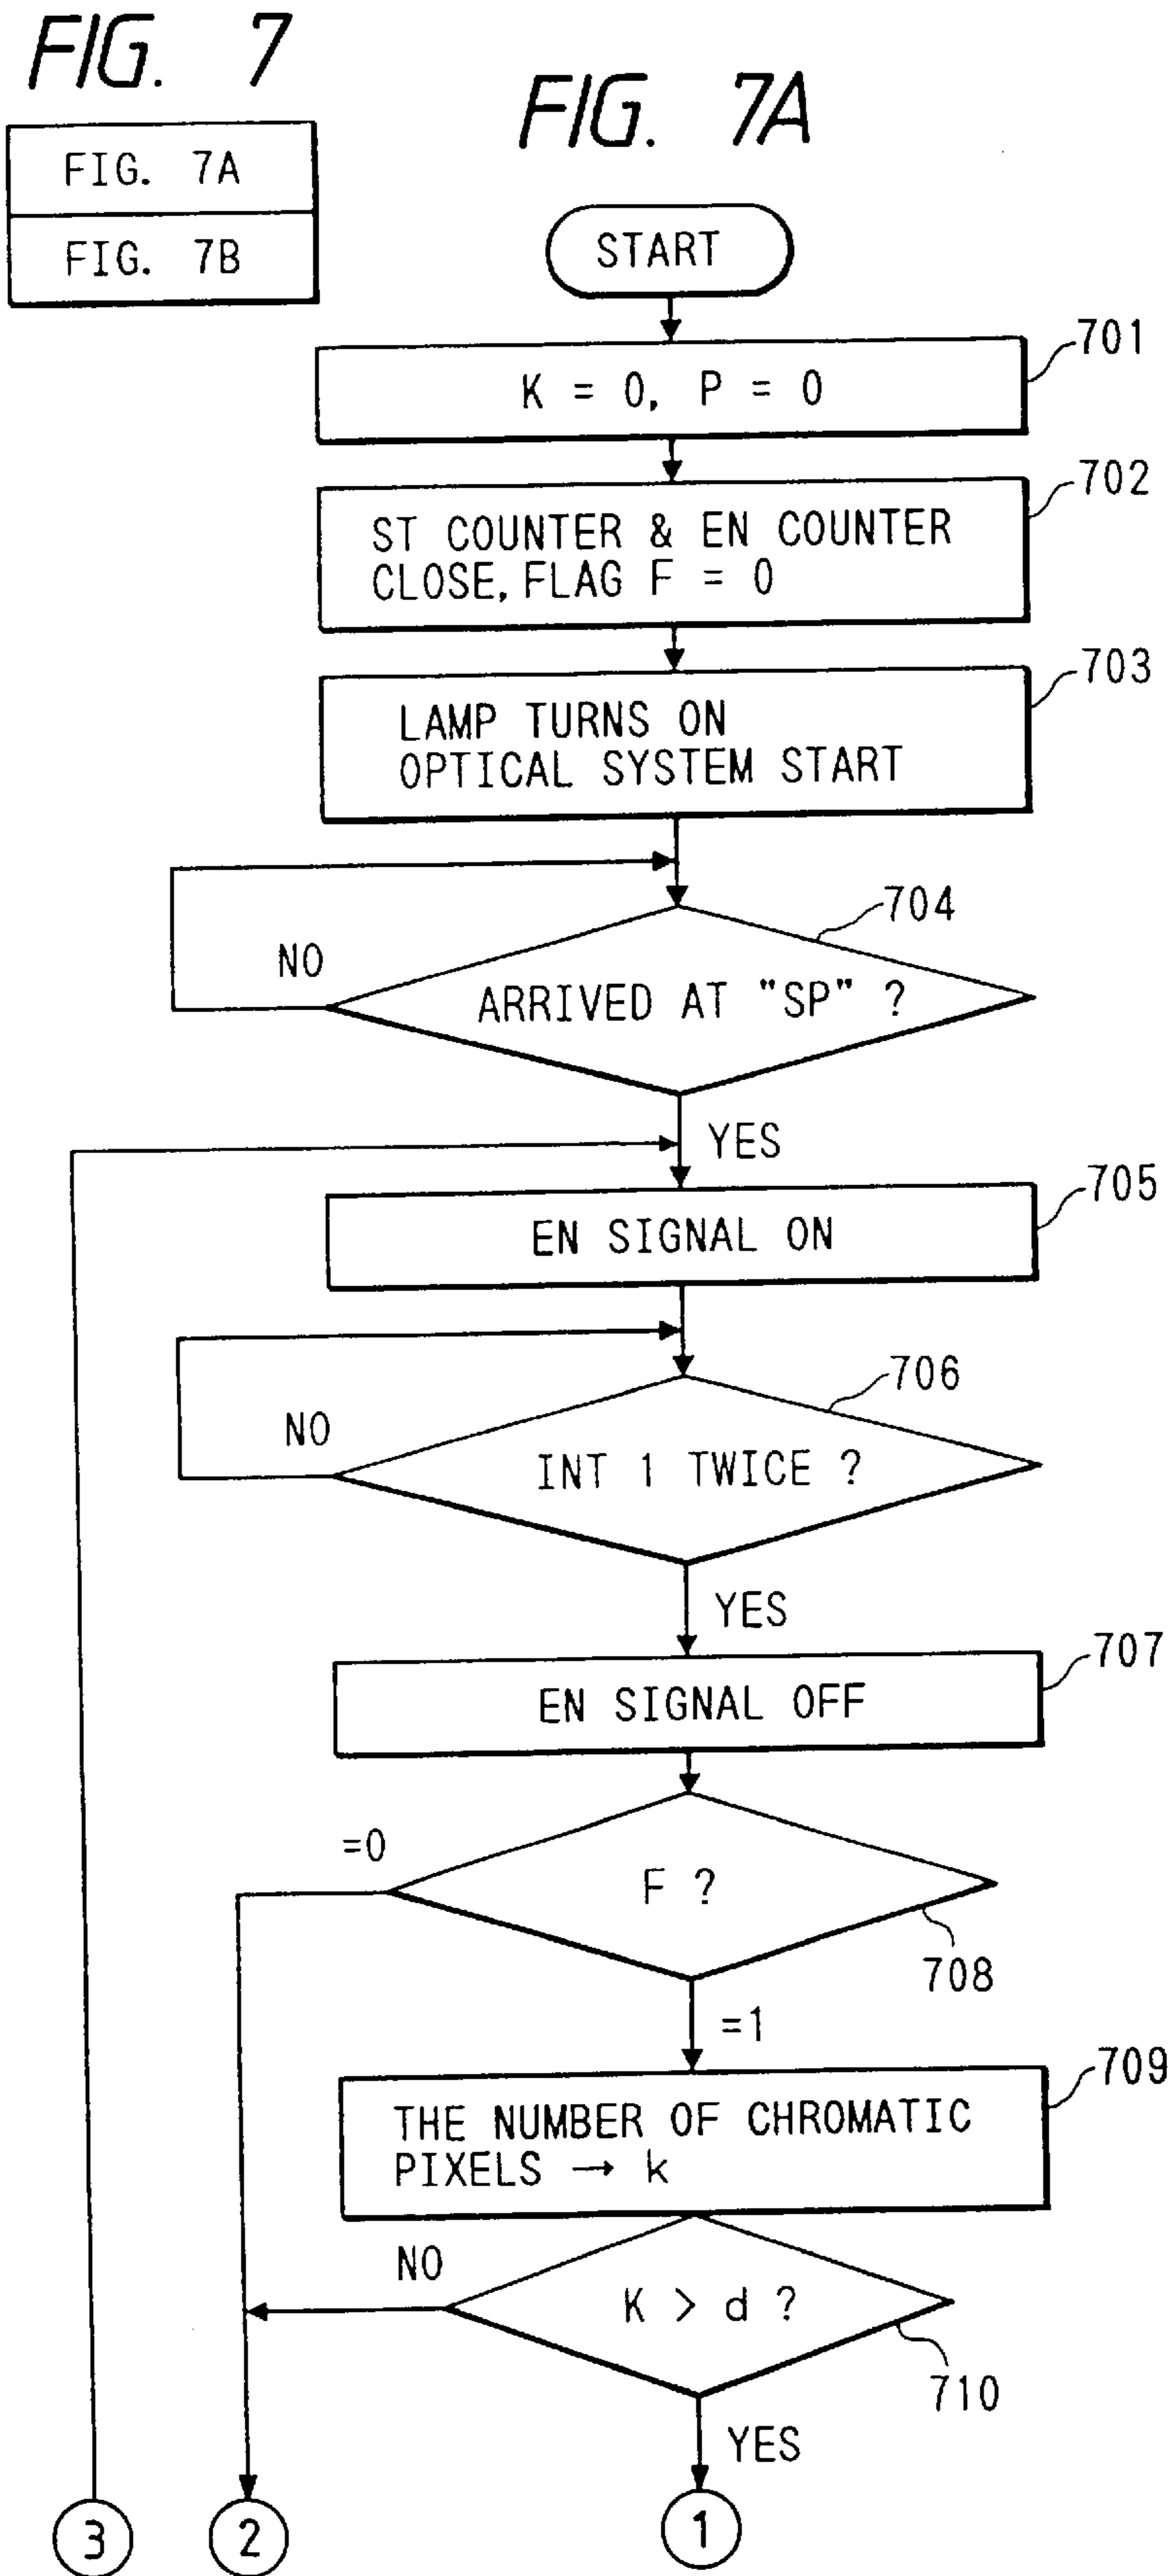 FIG. 7
FIG. 7A
FIG. 7B
FIG. 7A
START
701
K = 0, P = 0
702
ST COUNTER & EN COUNTER
CLOSE, FLAG F = 0
703
LAMP TURNS ON
OPTICAL SYSTEM START
704
NO
ARRIVED AT "SP" ?
YES
705
EN SIGNAL ON
706
NO
INT 1 TWICE ?
YES
707
EN SIGNAL OFF
=0
F ?
708
=1
709
THE NUMBER OF CHROMATIC
PIXELS → k
NO
K > d ?
710
YES
3
2
1